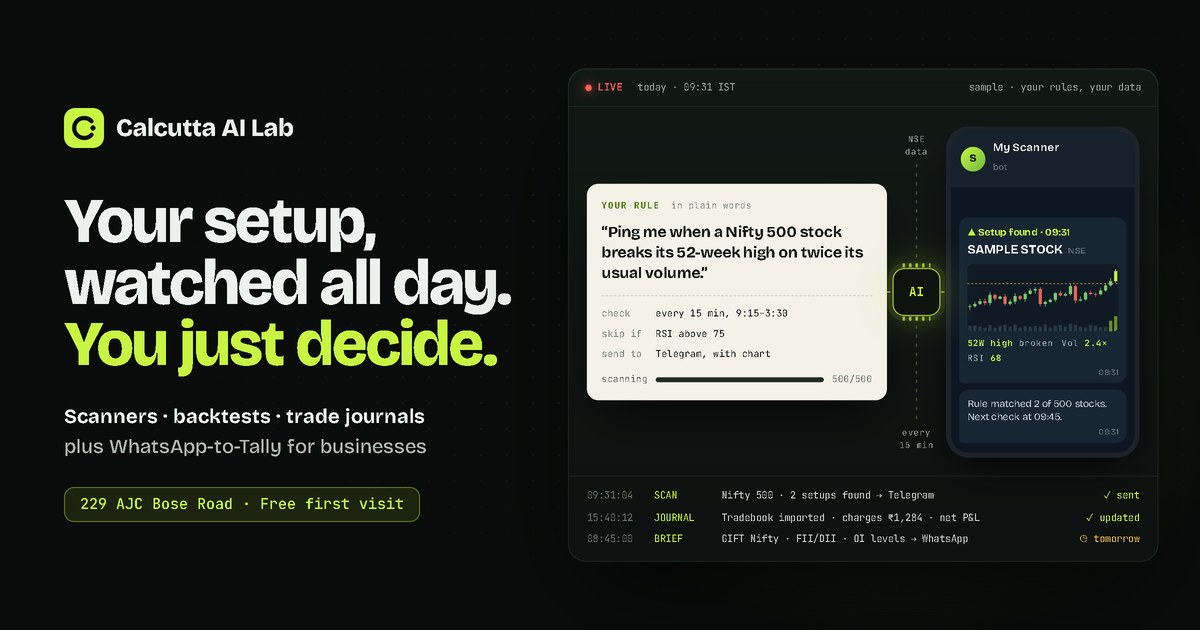 Calcutta AI Lab
Your setup,
watched all day.
You just decide.
Scanners · backtests · trade journals
plus WhatsApp-to-Tally for businesses
229 AJC Bose Road · Free first visit
LIVE today · 09:31 IST
sample · your rules, your data
YOUR RULE in plain words
“Ping me when a Nifty 500 stock
breaks its 52-week high on twice its
usual volume.”
check every 15 min, 9:15–3:30
skip if RSI above 75
send to Telegram, with chart
scanning 500/500
NSE
data
AI
every
15 min
S
My Scanner
bot
▲ Setup found · 09:31
SAMPLE STOCK NSE
52W high broken Vol 2.4×
RSI 68
09:31
Rule matched 2 of 500 stocks.
Next check at 09:45.
09:31
09:31:04 SCAN Nifty 500 · 2 setups found → Telegram ✓ sent
15:40:12 JOURNAL Tradebook imported · charges ₹1,284 · net P&L ✓ updated
08:45:00 BRIEF GIFT Nifty · FII/DII · OI levels → WhatsApp ◷ tomorrow